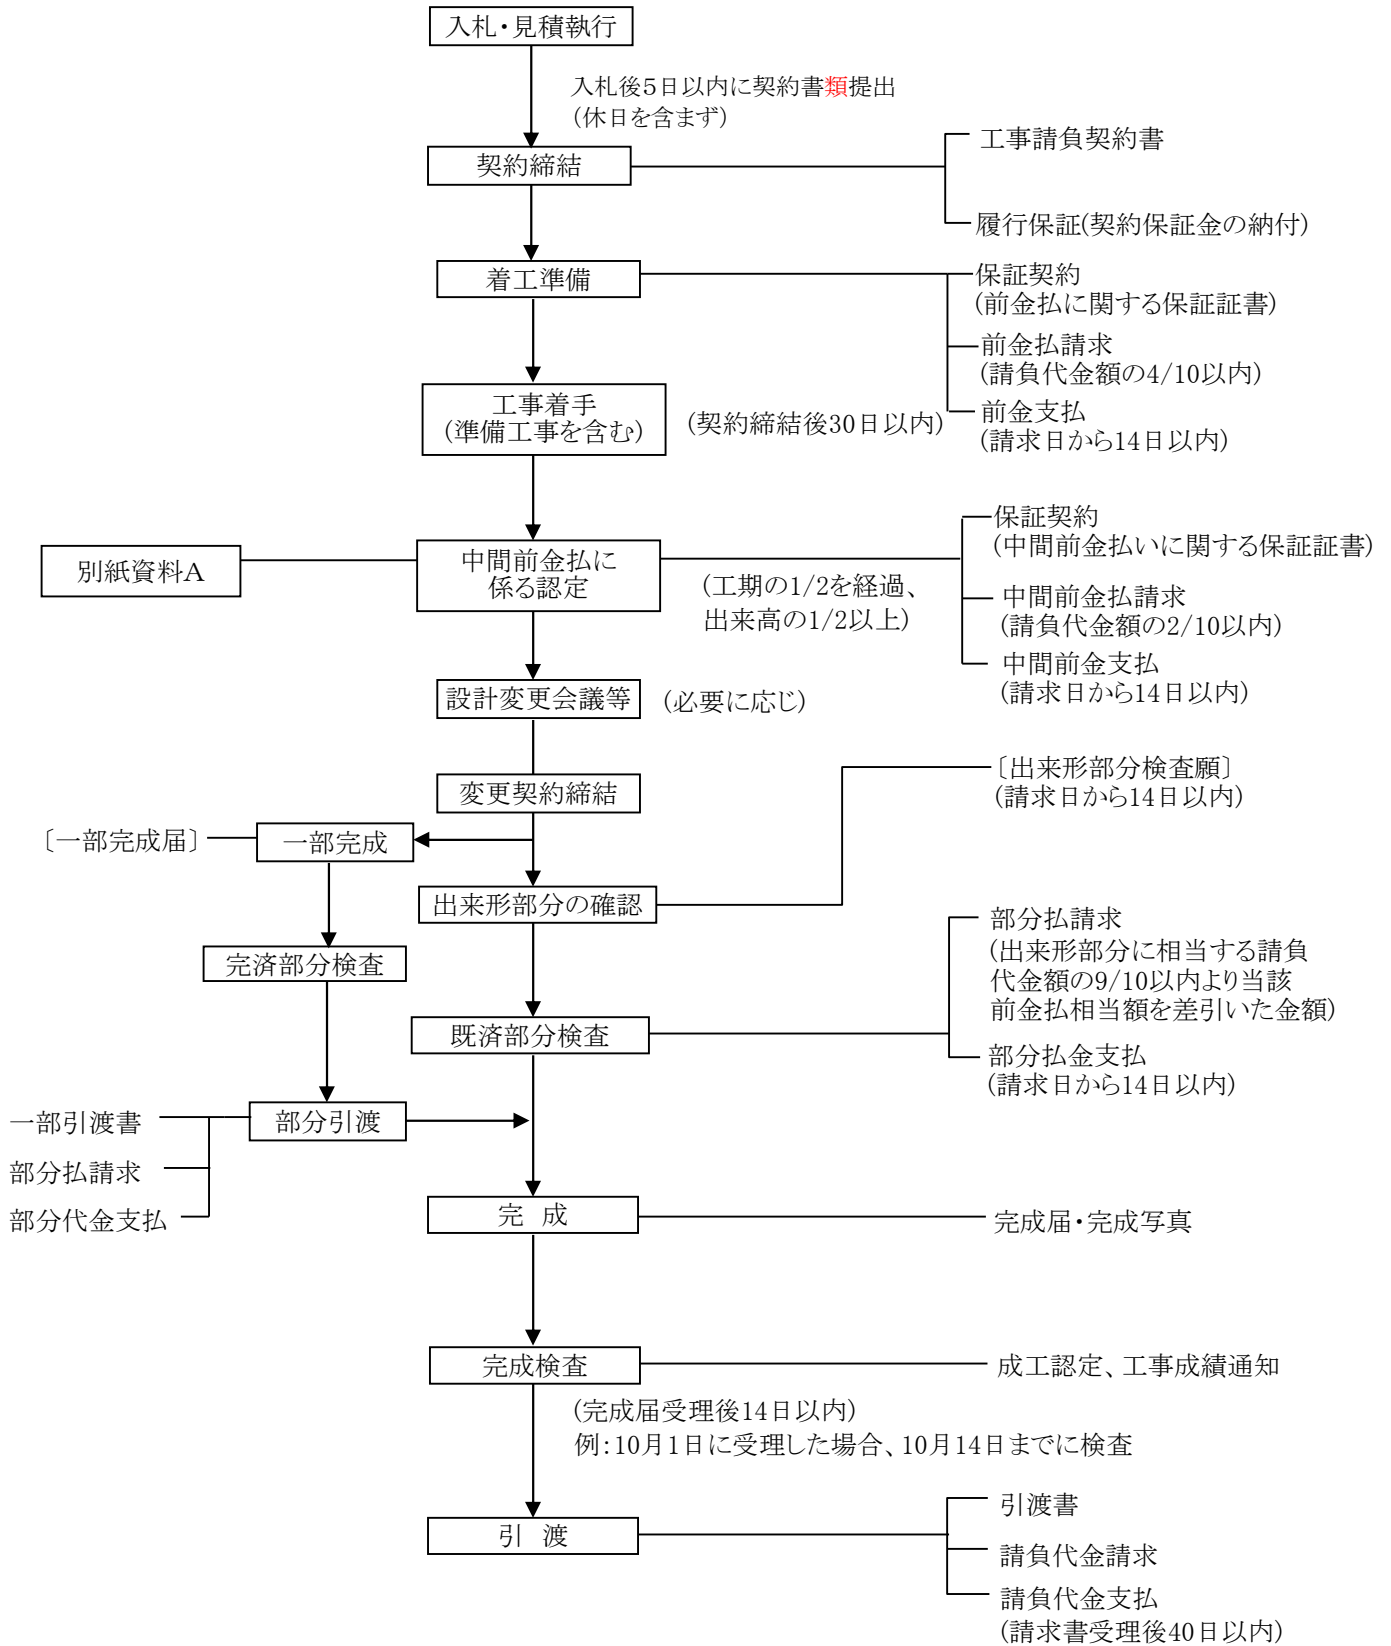 入札・見積執行
入札後5日以内に契約書類提出
(休日を含まず)
契約締結
工事請負契約書
履行保証(契約保証金の納付)
着工準備
保証契約
(前金払に関する保証証書)
前金払請求
(請負代金額の4/10以内)
前金支払
(請求日から14日以内)
工事着手
(準備工事を含む)
(契約締結後30日以内)
別紙資料A
中間前金払に
係る認定
(工期の1/2を経過、
出来高の1/2以上)
保証契約
(中間前金払いに関する保証証書)
中間前金払請求
(請負代金額の2/10以内)
中間前金支払
(請求日から14日以内)
設計変更会議等
(必要に応じ)
変更契約締結
〔出来形部分検査願〕
(請求日から14日以内)
〔一部完成届〕
一部完成
出来形部分の確認
完済部分検査
部分払請求
(出来形部分に相当する請負
代金額の9/10以内より当該
前金払相当額を差引いた金額)
既済部分検査
部分払金支払
(請求日から14日以内)
一部引渡書
部分引渡
部分払請求
部分代金支払
完 成
完成届・完成写真
完成検査
成工認定、工事成績通知
(完成届受理後14日以内)
例:10月1日に受理した場合、10月14日までに検査
引 渡
引渡書
請負代金請求
請負代金支払
(請求書受理後40日以内)